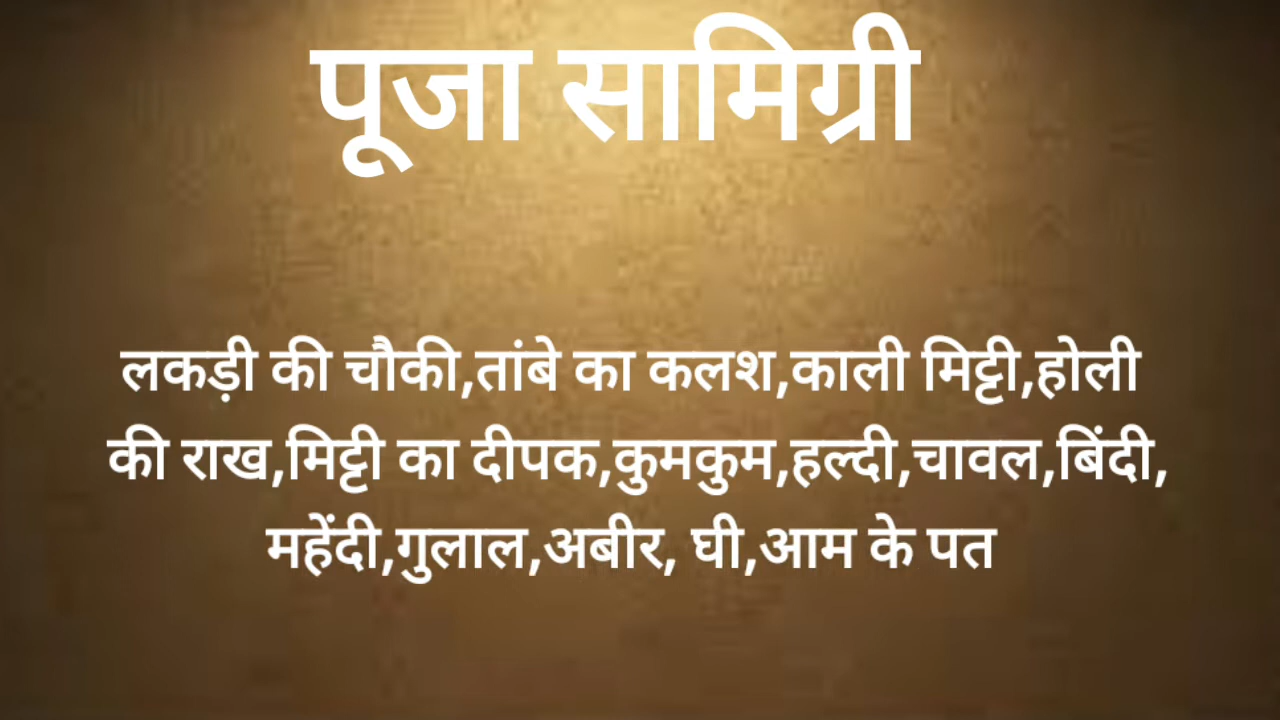 पूजा सामिग्री
लकड़ी की चौकी,तांबे का कलश,काली मिट्टी,होली
की राख,मिट्टी का दीपक,कुमकुम,हल्दी,चावल,बिंदी,
महेंदी,गुलाल,अबीर, घी,आम के पत